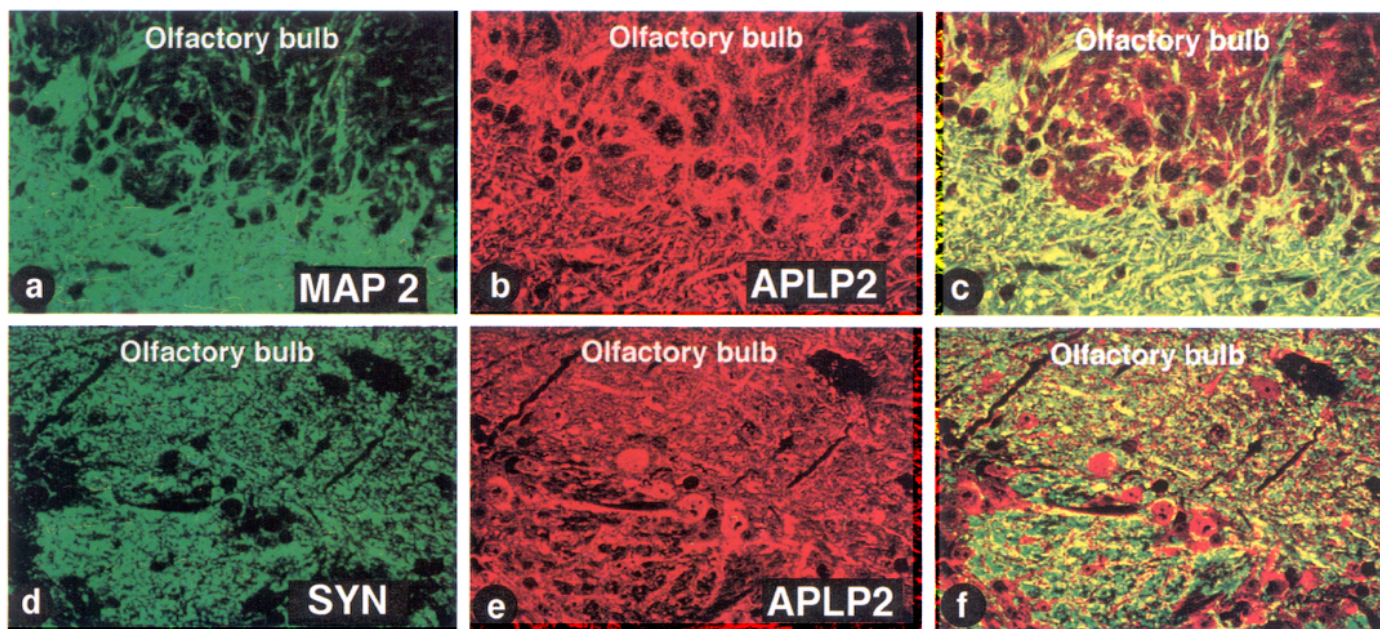 Olfactory bulb
a
MAP 2
Olfactory bulb
b
APLP2
Olfactory bulb
c
Olfactory bulb
d
SYN
Olfactory bulb
e
APLP2
Olfactory bulb
f